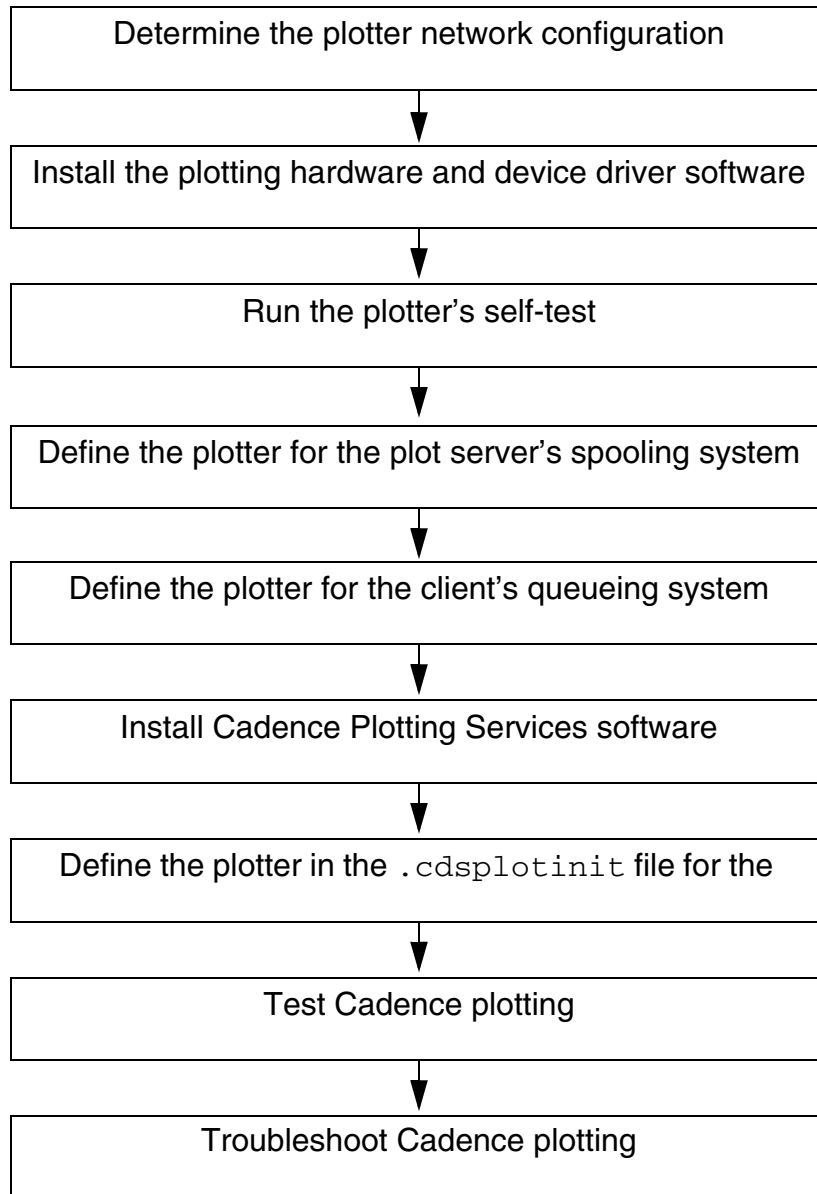 Determine the plotter network configuration
Install the plotting hardware and device driver software
Run the plotter's self-test
Define the plotter for the plot server's spooling system
Define the plotter for the client's queueing system
Install Cadence Plotting Services software
Define the plotter in the .cdsplotinit file for the
Test Cadence plotting
Troubleshoot Cadence plotting